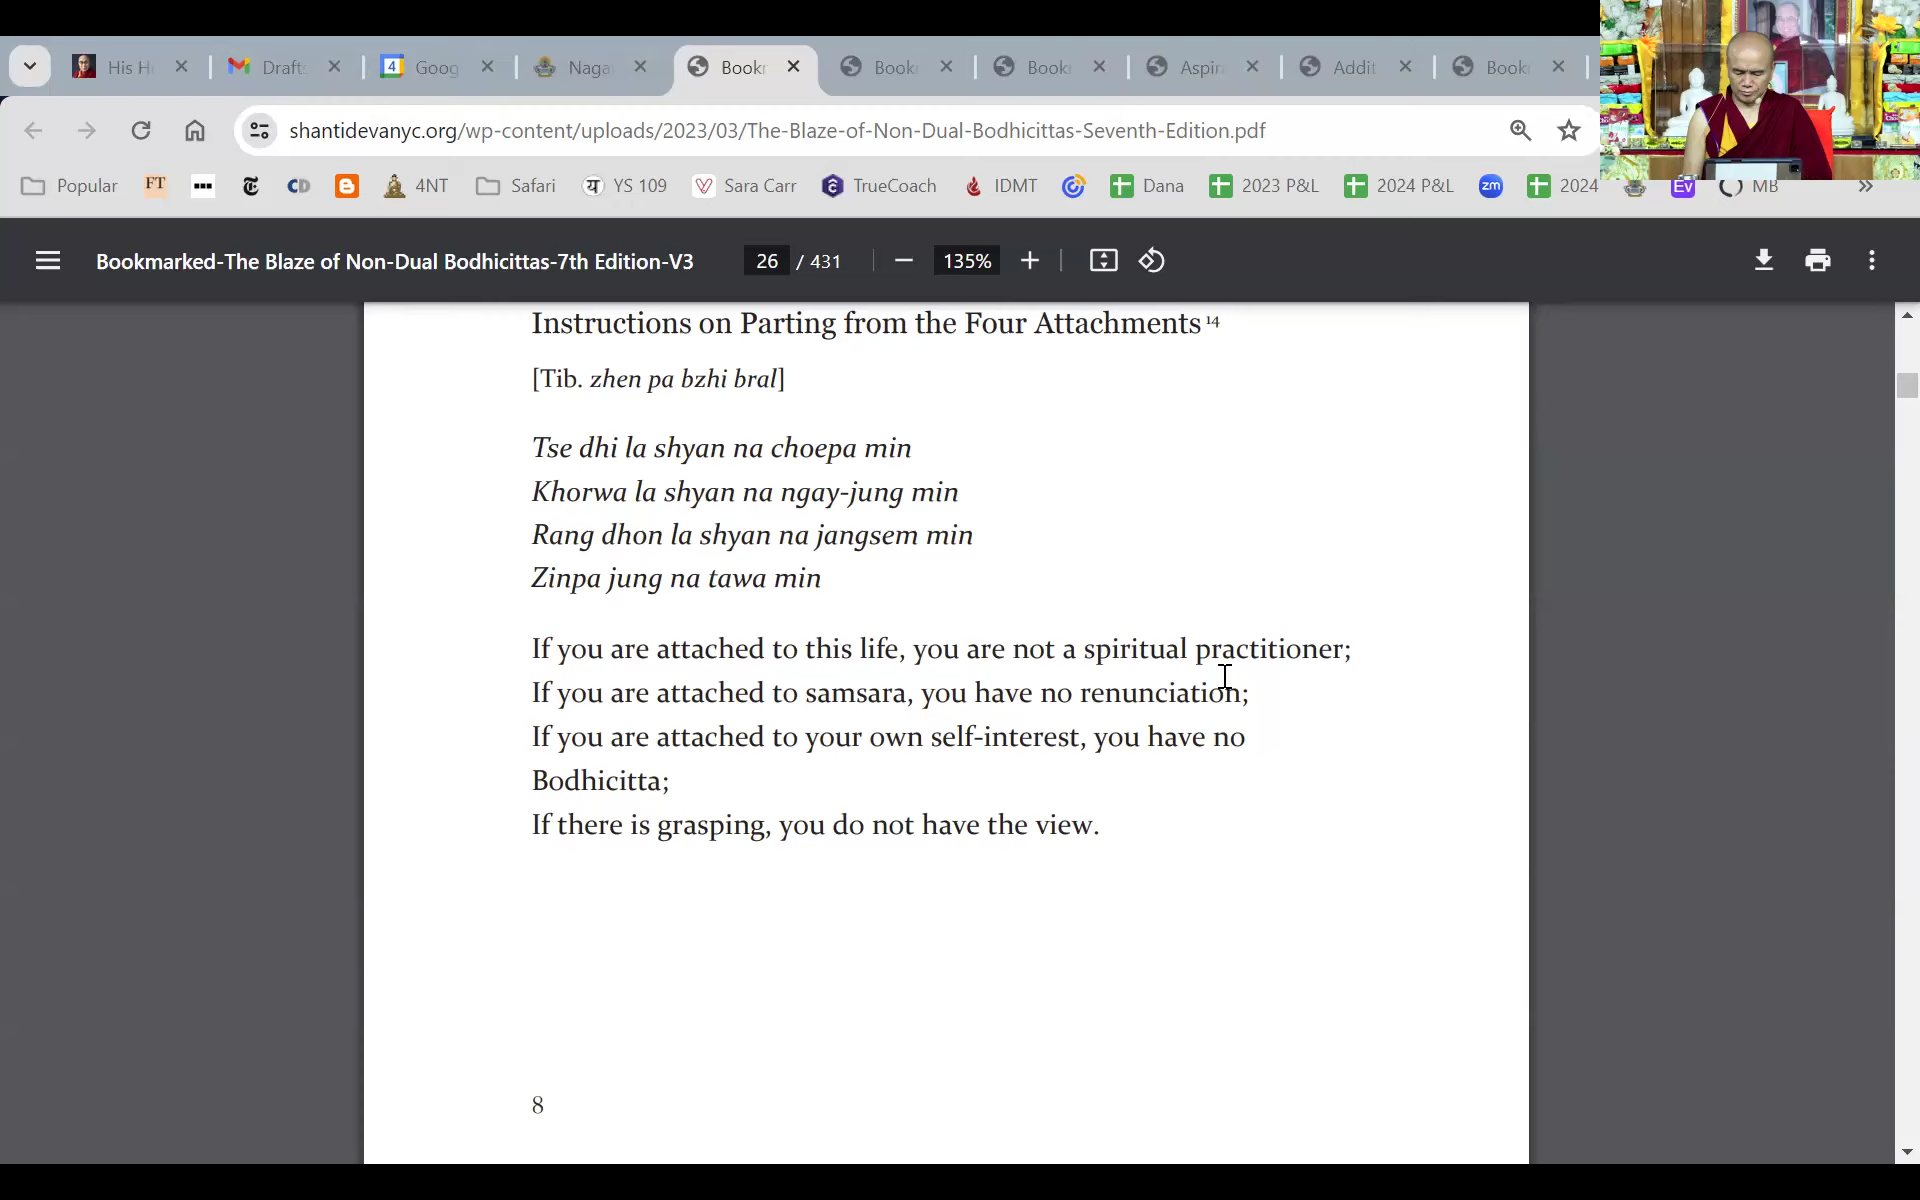 His H
Drafts
4
Goog
Naga
Book
Book
Book
Aspira
Addit
Book
shantidevanyc.org/wp-content/uploads/2023/03/The-Blaze-of-Non-Dual-Bodhicittas-Seventh-Edition.pdf
Popular
FT
CD
4NT
Safari
य YS 109
Sara Carr
TrueCoach
IDMT
Dana
2023 P&L
2024 P&L
zm
2024
Ev
MB
Bookmarked-The Blaze of Non-Dual Bodhicittas-7th Edition-V3
26 / 431
135%
Instructions on Parting from the Four Attachments 14
[Tib. zhen pa bzhi bral]
Tse dhi la shyan na choepa min
Khorwa la shyan na ngay-jung min
Rang dhon la shyan na jangsem min
Zinpa jung na tawa min
If you are attached to this life, you are not a spiritual practitioner;
If you are attached to samsara, you have no renunciation;
If you are attached to your own self-interest, you have no
Bodhicitta;
If there is grasping, you do not have the view.
8